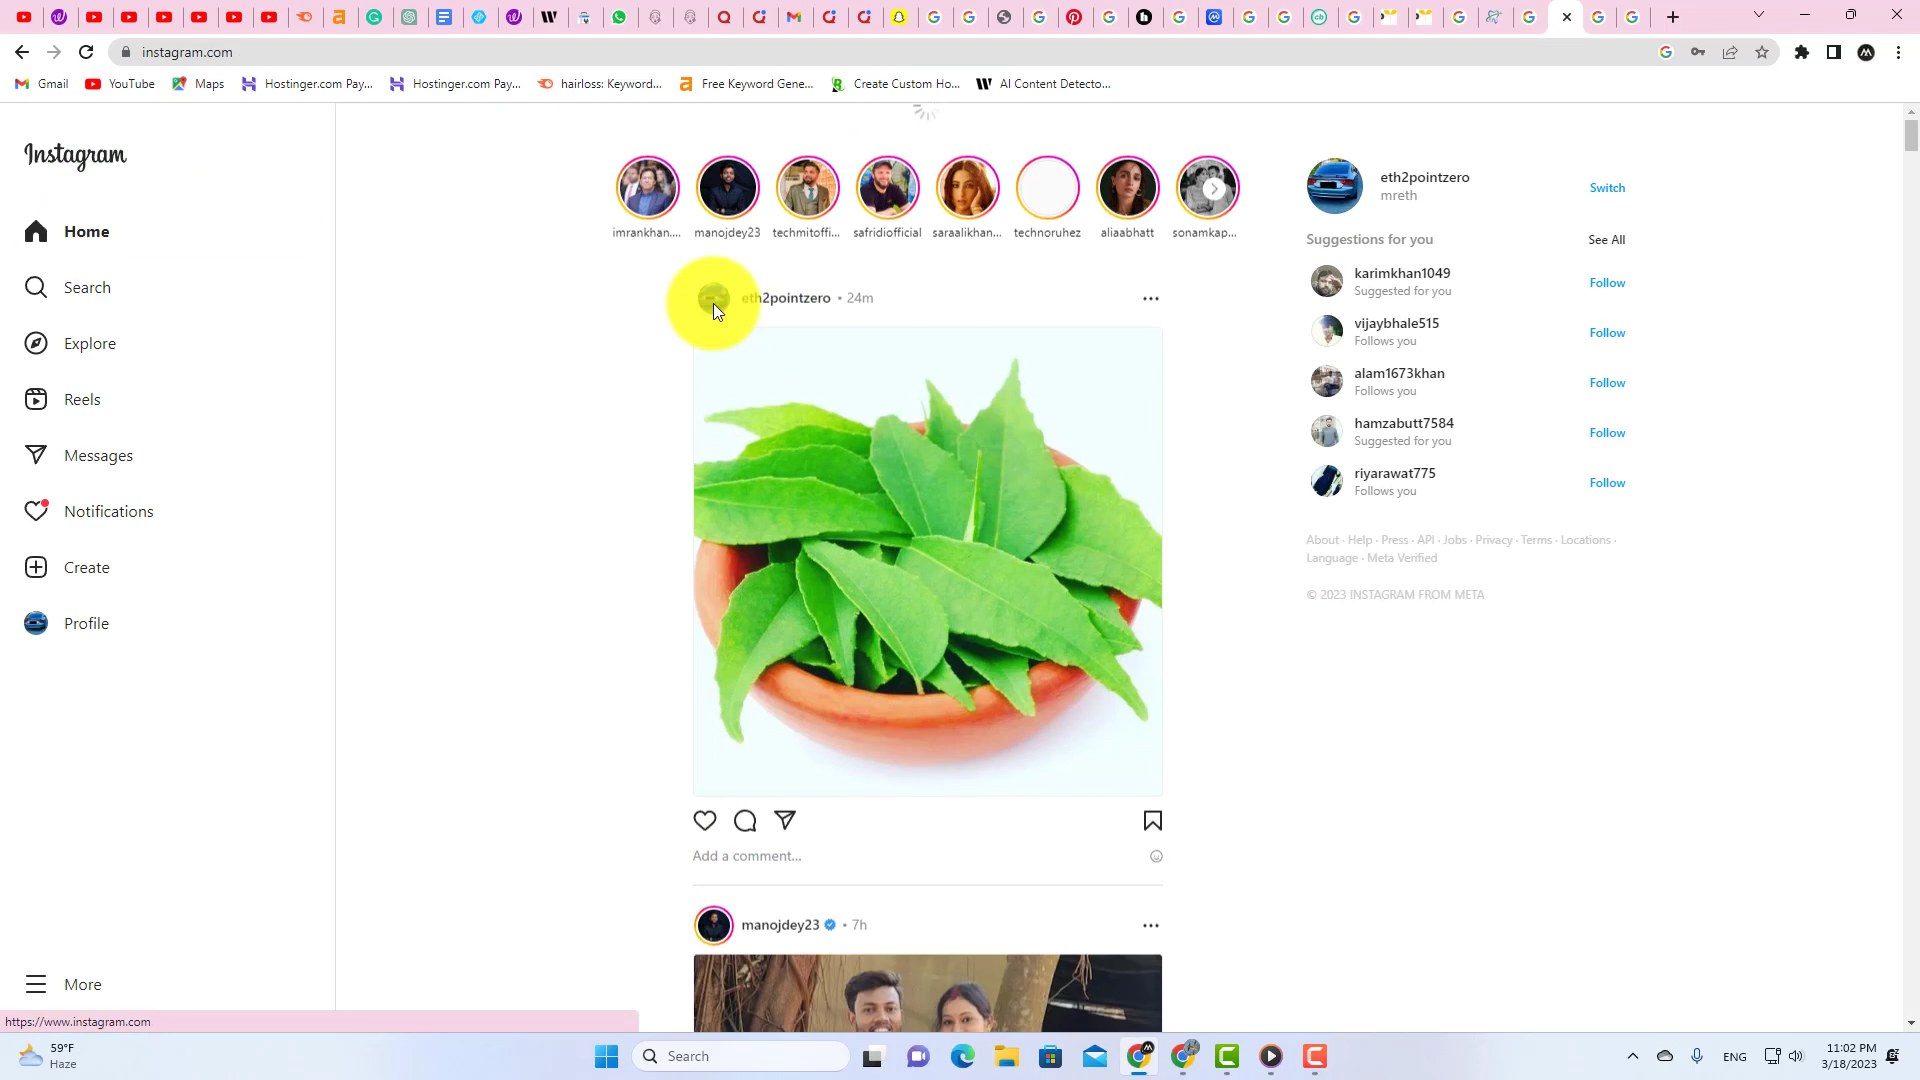 instagram.com
Gmail
YouTube
Maps
Hostinger.com Pay...
Hostinger.com Pay...
hairloss: Keyword...
Free Keyword Gene...
Create Custom Ho...
AI Content Detecto...
Instagram
Home
Search
Explore
Reels
Messages
Notifications
Create
Profile
More
https://www.instagram.com
imrankhan....
manojdey23
techmitoffi...
safridiofficial
saraalikhan...
technoruhez
aliaabhatt
sonamkap...
eth2pointzero • 24m
Add a comment...
manojdey23 • 7h
eth2pointzero
mreth
Switch
Suggestions for you
See All
karimkhan1049
Suggested for you
Follow
vijaybhale515
Follows you
Follow
alam1673khan
Follows you
Follow
hamzabutt7584
Suggested for you
Follow
riyarawat775
Follows you
Follow
About · Help · Press · API · Jobs · Privacy · Terms · Locations ·
Language · Meta Verified
© 2023 INSTAGRAM FROM META
59°F
Haze
Search
ENG
11:02 PM
3/18/2023